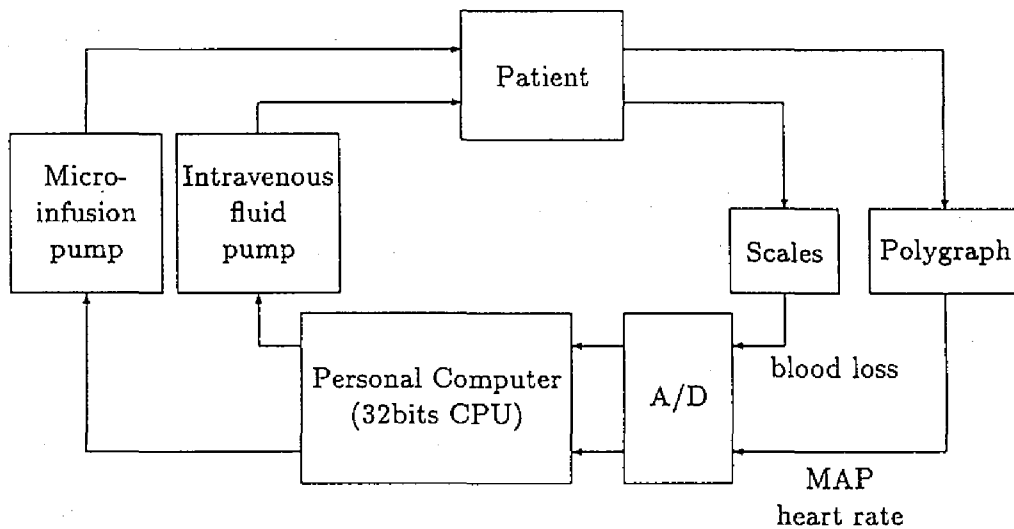 Patient
Micro-
infusion
pump
Intravenous
fluid
pump
Scales
Polygraph
Personal Computer
(32bits CPU)
A/D
blood loss
MAP
heart rate